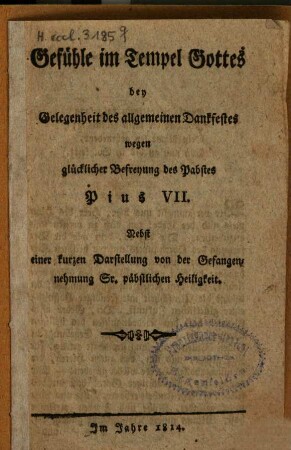 H. eccl. 3185 9
Gefühle im Tempel Gottes
bey
Gelegenheit des allgemeinen Dankfestes
wegen
glücklicher Befreyung des Pabstes
Pius VII.
Nebst
einer kurzen Darstellung von der Gefangen-
nehmung Sr. päbstlichen Heiligkeit.
Im Jahre 1814.